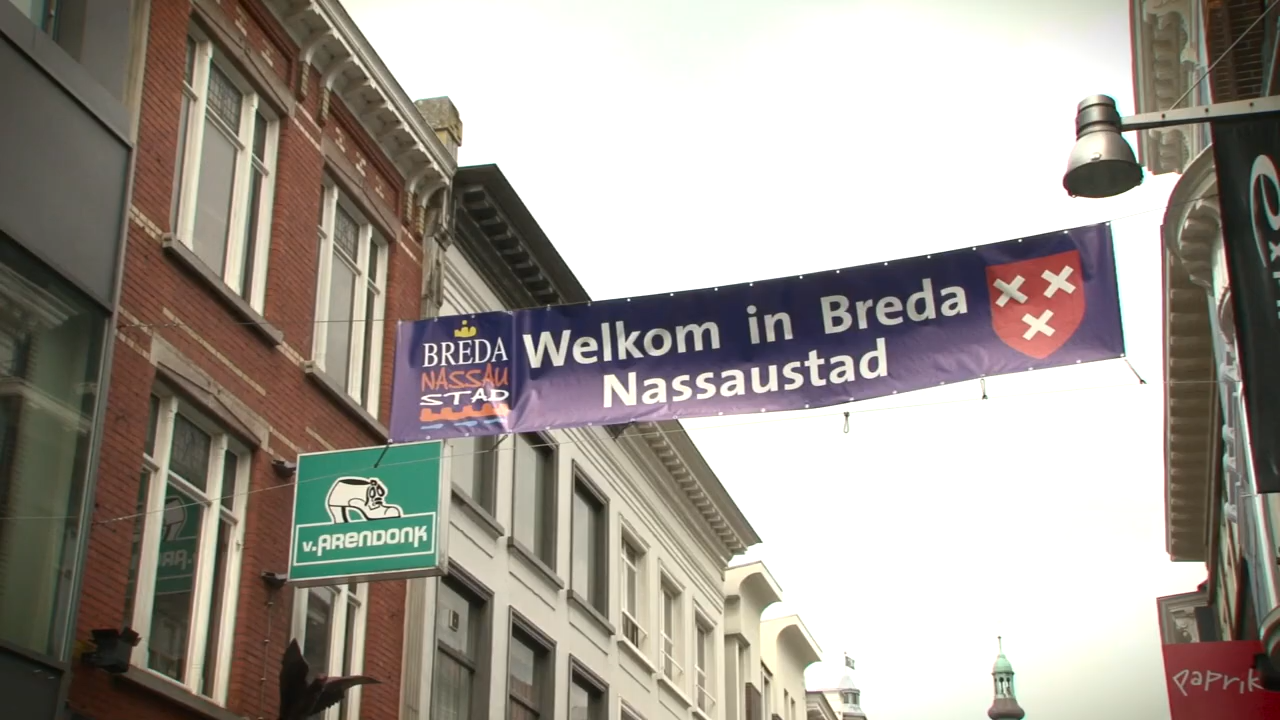 BREDA
NASSAU
STAD
Welkom in Breda
Nassaustad
v.ARENDONK
paprik